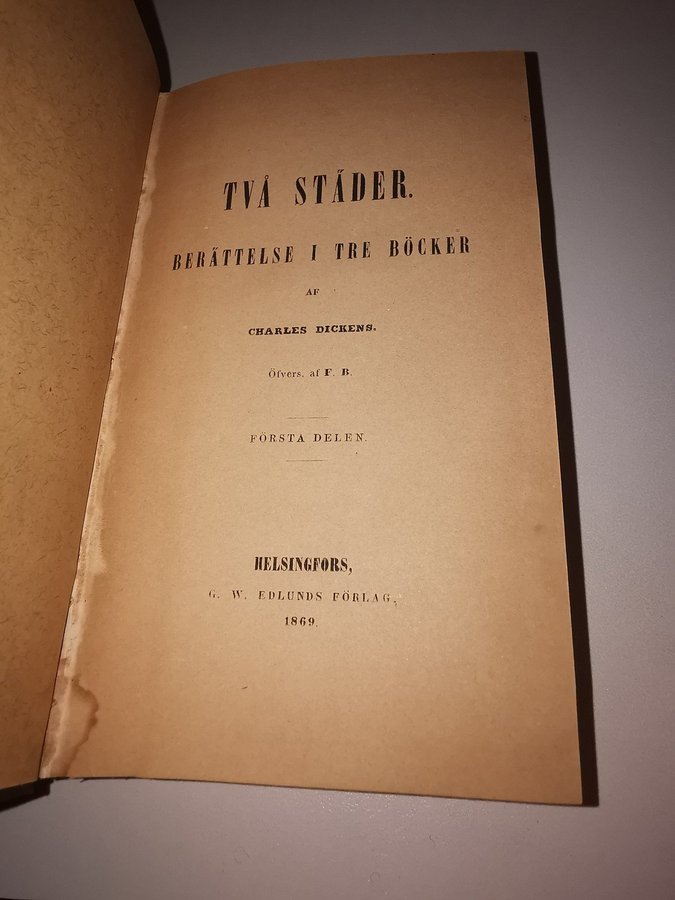 TVÅ STÄDER.
BERÄTTELSE I TRE BÖCKER
AF
CHARLES DICKENS.
Öfvers. af F. B.
FÖRSTA DELEN.
HELSINGFORS,
G. W. EDLUNDS FÖRLAG,
1869.